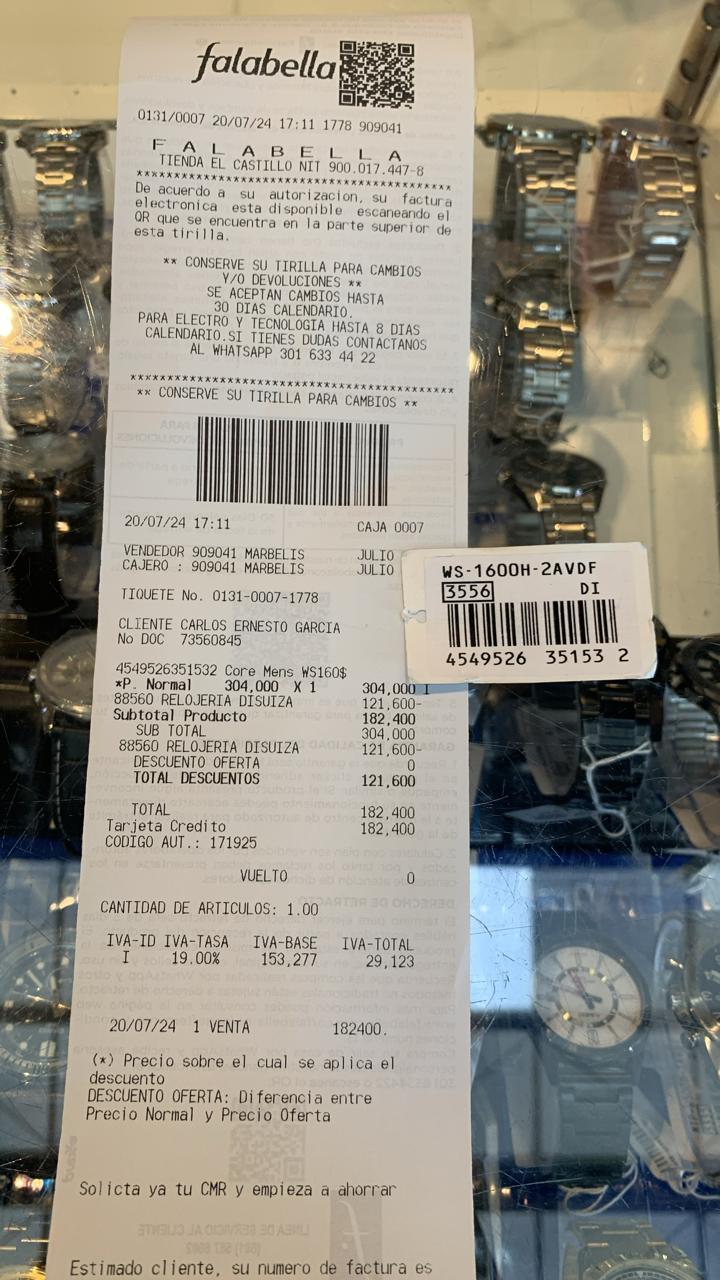 falabella
0131/0007 20/07/24 17:11 1778 909041
F A L A B E L L A
TIENDA EL CASTILLO NIT 900.017.447-8
****************************************
De acuerdo a su autorizacion, su factura
electronica esta disponible escaneando el
QR que se encuentra en la parte superior de
esta tirilla.
** CONSERVE SU TIRILLA PARA CAMBIOS
Y/O DEVOLUCIONES **
SE ACEPTAN CAMBIOS HASTA
30 DIAS CALENDARIO.
PARA ELECTRO Y TECNOLOGIA HASTA 8 DIAS
CALENDARIO.SI TIENES DUDAS CONTACTANOS
AL WHATSAPP 301 633 44 22
****************************************
** CONSERVE SU TIRILLA PARA CAMBIOS **
20/07/24 17:11 CAJA 0007
VENDEDOR 909041 MARBELIS JULIO
CAJERO : 909041 MARBELIS JULIO
TIQUETE No. 0131-0007-1778
CLIENTE CARLOS ERNESTO GARCIA
No DOC 73560845
4549526351532 Core Mens WS160$
*P. Normal 304,000 X 1 304,000 I
88560 RELOJERIA DISUIZA 121,600-
Subtotal Producto 182,400
SUB TOTAL 304,000
88560 RELOJERIA DISUIZA 121,600-
DESCUENTO OFERTA 0
TOTAL DESCUENTOS 121,600
TOTAL 182,400
Tarjeta Credito 182,400
CODIGO AUT.: 171925
VUELTO 0
CANTIDAD DE ARTICULOS: 1.00
IVA-ID IVA-TASA IVA-BASE IVA-TOTAL
I 19.00% 153,277 29,123
20/07/24 1 VENTA 182400.
(*) Precio sobre el cual se aplica el
descuento
DESCUENTO OFERTA: Diferencia entre
Precio Normal y Precio Oferta
Solicta ya tu CMR y empieza a ahorrar
Estimado cliente, su numero de factura es
WS-1600H-2AVDF
3556 DI
4549526 35153 2